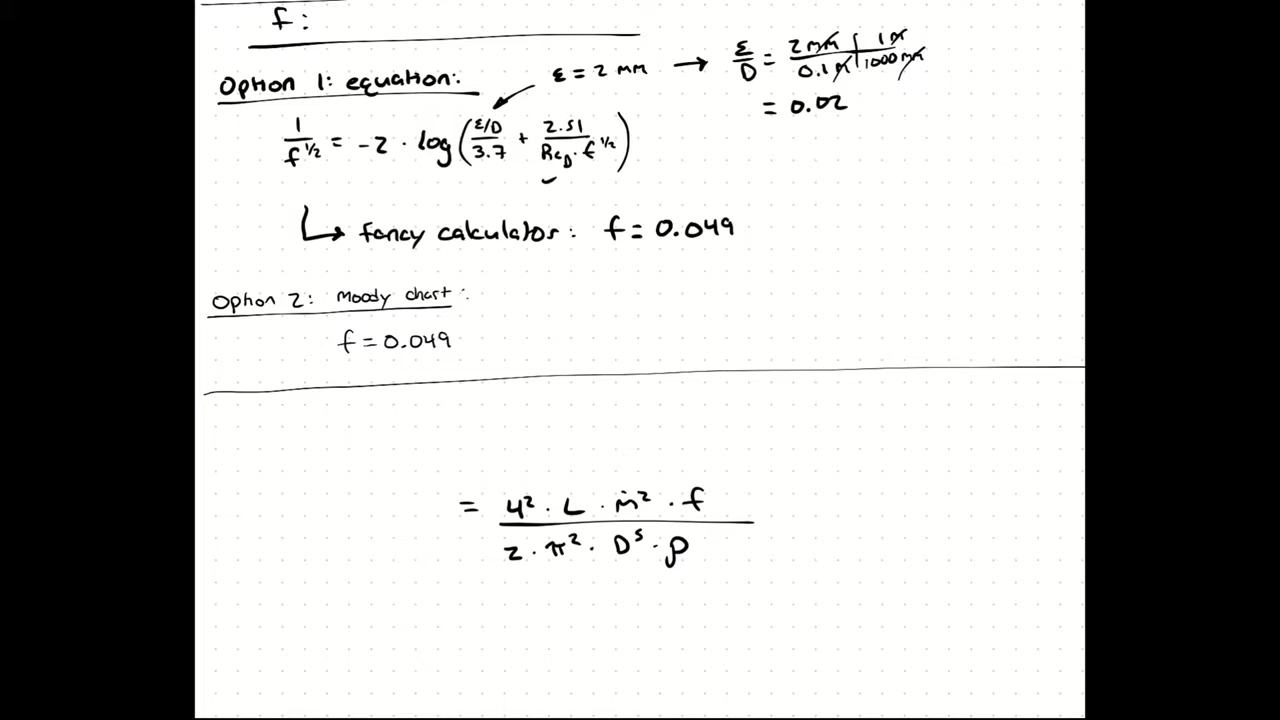 f:
Option 1: equation:
ε = 2 mm → ε/D = 2 mm/0.1 m | 1 m/1000 mm
= 0.02
1/f^1/2 = -2 · log(ε/D/3.7 + 2.51/Re_D · f^1/2)
↳ fancy calculator: f = 0.049
Option 2: Moody chart:
f = 0.049
= 4² · L · ṁ² · f
2 · π² · D⁵ · ρ